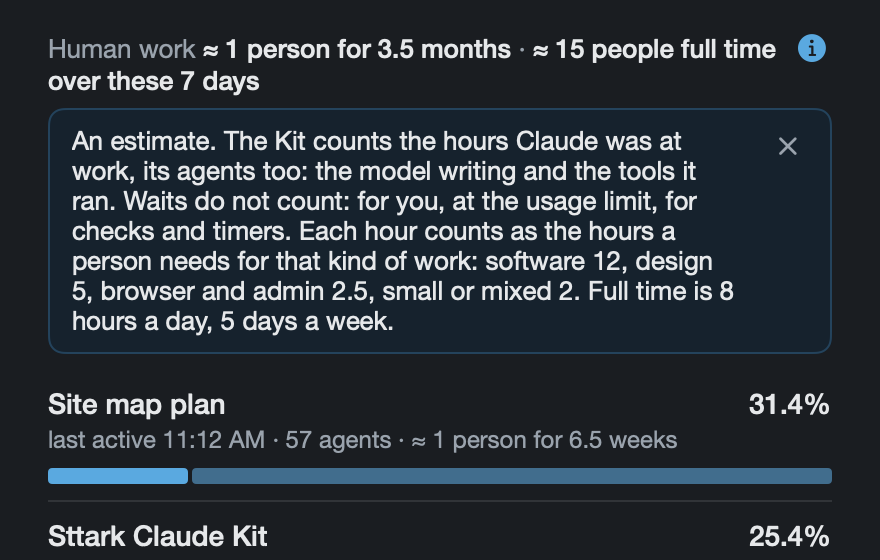 Human work ≈ 1 person for 3.5 months · ≈ 15 people full time
over these 7 days
An estimate. The Kit counts the hours Claude was at
work, its agents too: the model writing and the tools it
ran. Waits do not count: for you, at the usage limit, for
checks and timers. Each hour counts as the hours a
person needs for that kind of work: software 12, design
5, browser and admin 2.5, small or mixed 2. Full time is 8
hours a day, 5 days a week.
Site map plan 31.4%
last active 11:12 AM · 57 agents · ≈ 1 person for 6.5 weeks
Sttark Claude Kit 25.4%